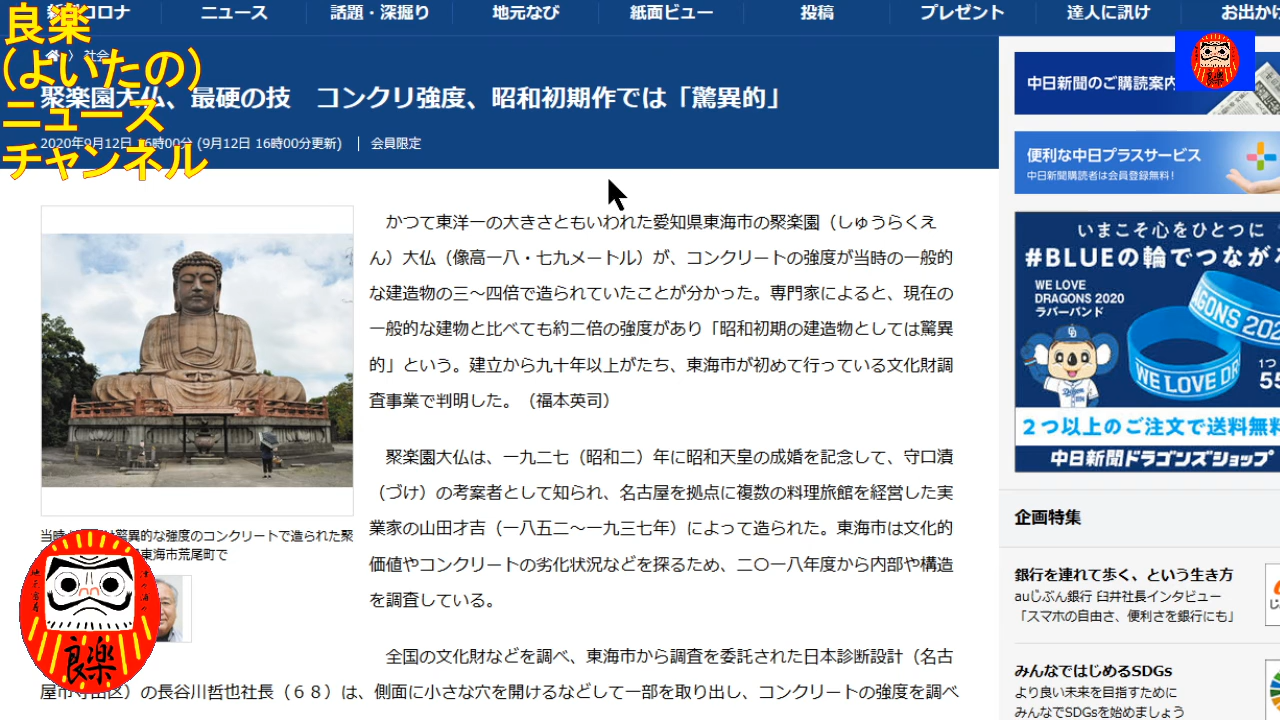 新型コロナ ニュース 話題・深掘り 地元なび 紙面ビュー 投稿 プレゼント 達人に訊け お出かけ
良楽
(よいたの)
ニュース
チャンネル
社会
聚楽園大仏、最硬の技　コンクリ強度、昭和初期作では「驚異的」
2020年9月12日 16時00分 (9月12日 16時00分更新) ｜ 会員限定
かつて東洋一の大きさともいわれた愛知県東海市の聚楽園（しゅうらくえ
ん）大仏（像高一八・七九メートル）が、コンクリートの強度が当時の一般的
な建造物の三～四倍で造られていたことが分かった。専門家によると、現在の
一般的な建物と比べても約二倍の強度があり「昭和初期の建造物としては驚異
的」という。建立から九十年以上がたち、東海市が初めて行っている文化財調
査事業で判明した。（福本英司）
聚楽園大仏は、一九二七（昭和二）年に昭和天皇の成婚を記念して、守口漬
（づけ）の考案者として知られ、名古屋を拠点に複数の料理旅館を経営した実
業家の山田才吉（一八五二～一九三七年）によって造られた。東海市は文化的
価値やコンクリートの劣化状況などを探るため、二〇一八年度から内部や構造
を調査している。
全国の文化財などを調べ、東海市から調査を委託された日本診断設計（名古
屋市守山区）の長谷川哲也社長（６８）は、側面に小さな穴を開けるなどして一部を取り出し、コンクリートの強度を調べ
異的な強度のコンクリートで造られた聚
東海市荒尾町で
良楽
中日新聞のご購読案内
良楽
便利な中日プラスサービス
中日新聞購読者は会員登録無料！
いまこそ心をひとつに
#BLUEの輪でつなが
WE LOVE
DRAGONS 2020
ラバーバンド
DRAGONS 202
WE LOVE DR
1つ
55
２つ以上のご注文で送料無料
中日新聞ドラゴンズショップ
企画特集
銀行を連れて歩く、という生き方
auじぶん銀行 臼井社長インタビュー
「スマホの自由さ、便利さを銀行にも」
みんなではじめるSDGs
より良い未来を目指すために
みんなでSDGsを始めましょう